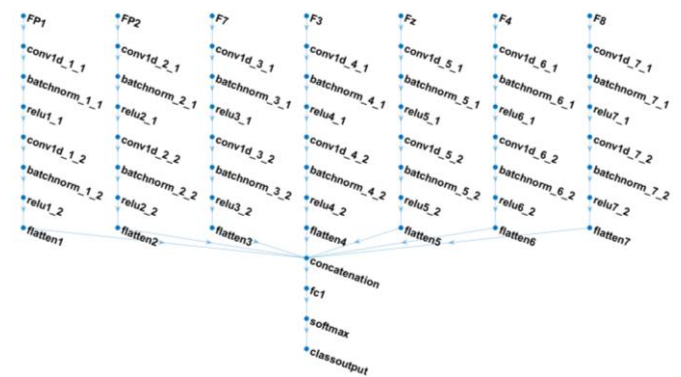 FP1 FP2 F7 F3 Fz F4 F8
conv1d_1_1 conv1d_2_1 conv1d_3_1 conv1d_4_1 conv1d_5_1 conv1d_6_1 conv1d_7_1
batchnorm_1_1 batchnorm_2_1 batchnorm_3_1 batchnorm_4_1 batchnorm_5_1 batchnorm_6_1 batchnorm_7_1
relu1_1 relu2_1 relu3_1 relu4_1 relu5_1 relu6_1 relu7_1
conv1d_1_2 conv1d_2_2 conv1d_3_2 conv1d_4_2 conv1d_5_2 conv1d_6_2 conv1d_7_2
batchnorm_1_2 batchnorm_2_2 batchnorm_3_2 batchnorm_4_2 batchnorm_5_2 batchnorm_6_2 batchnorm_7_2
relu1_2 relu2_2 relu3_2 relu4_2 relu5_2 relu6_2 relu7_2
flatten1 flatten2 flatten3 flatten4 flatten5 flatten6 flatten7
concatenation
fc1
softmax
classoutput